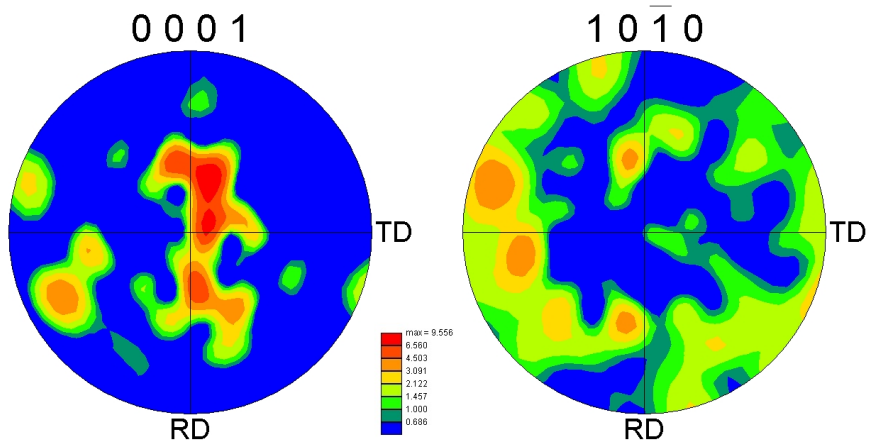 0 0 0 1
1 0 1̅ 0
TD
TD
max = 9.556
6.560
4.503
3.091
2.122
1.457
1.000
0.686
RD
RD